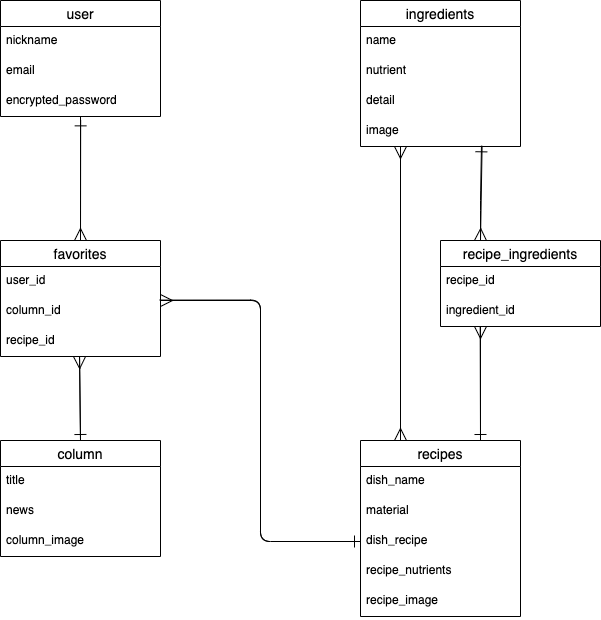 user
nickname
email
encrypted_password
ingredients
name
nutrient
detail
image
favorites
user_id
column_id
recipe_id
recipe_ingredients
recipe_id
ingredient_id
column
title
news
column_image
recipes
dish_name
material
dish_recipe
recipe_nutrients
recipe_image